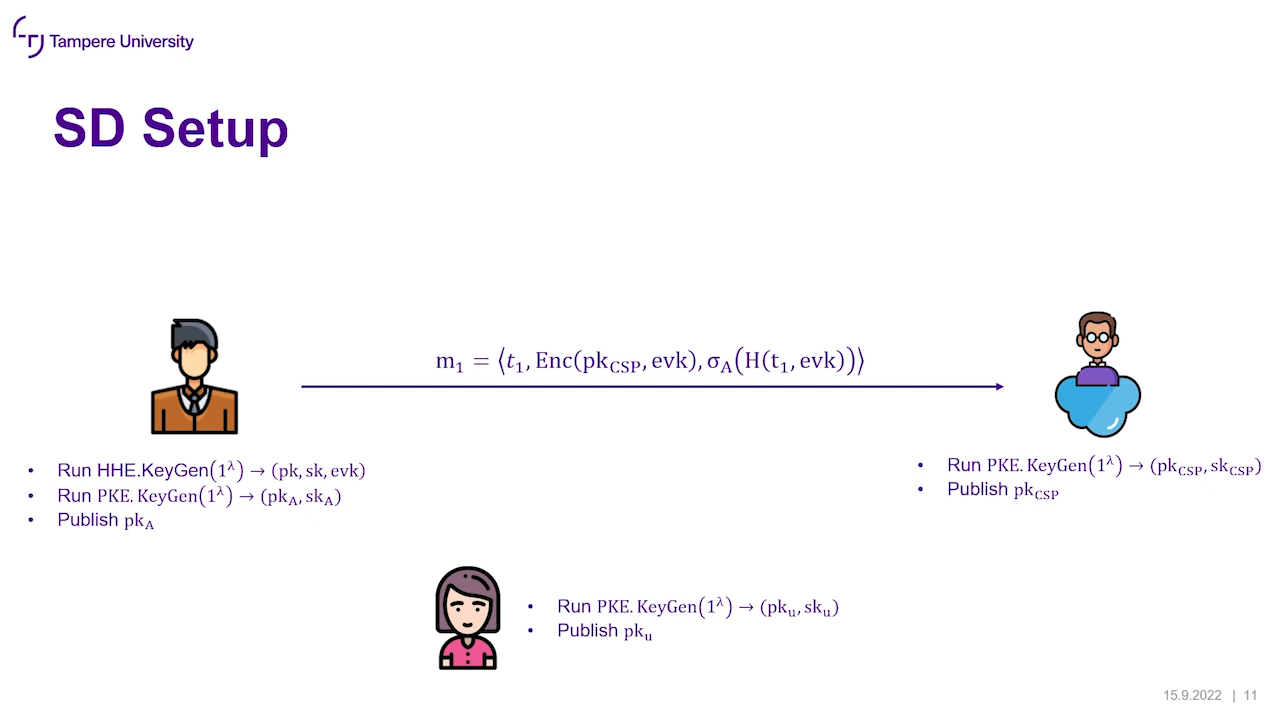 Tampere University
SD Setup
m₁ = ⟨t₁, Enc(pk_CSP, evk), σ_A(H(t₁, evk))⟩
• Run HHE.KeyGen(1^λ) → (pk, sk, evk)
• Run PKE. KeyGen(1^λ) → (pk_A, sk_A)
• Publish pk_A
• Run PKE. KeyGen(1^λ) → (pk_CSP, sk_CSP)
• Publish pk_CSP
• Run PKE. KeyGen(1^λ) → (pk_u, sk_u)
• Publish pk_u
15.9.2022 | 11